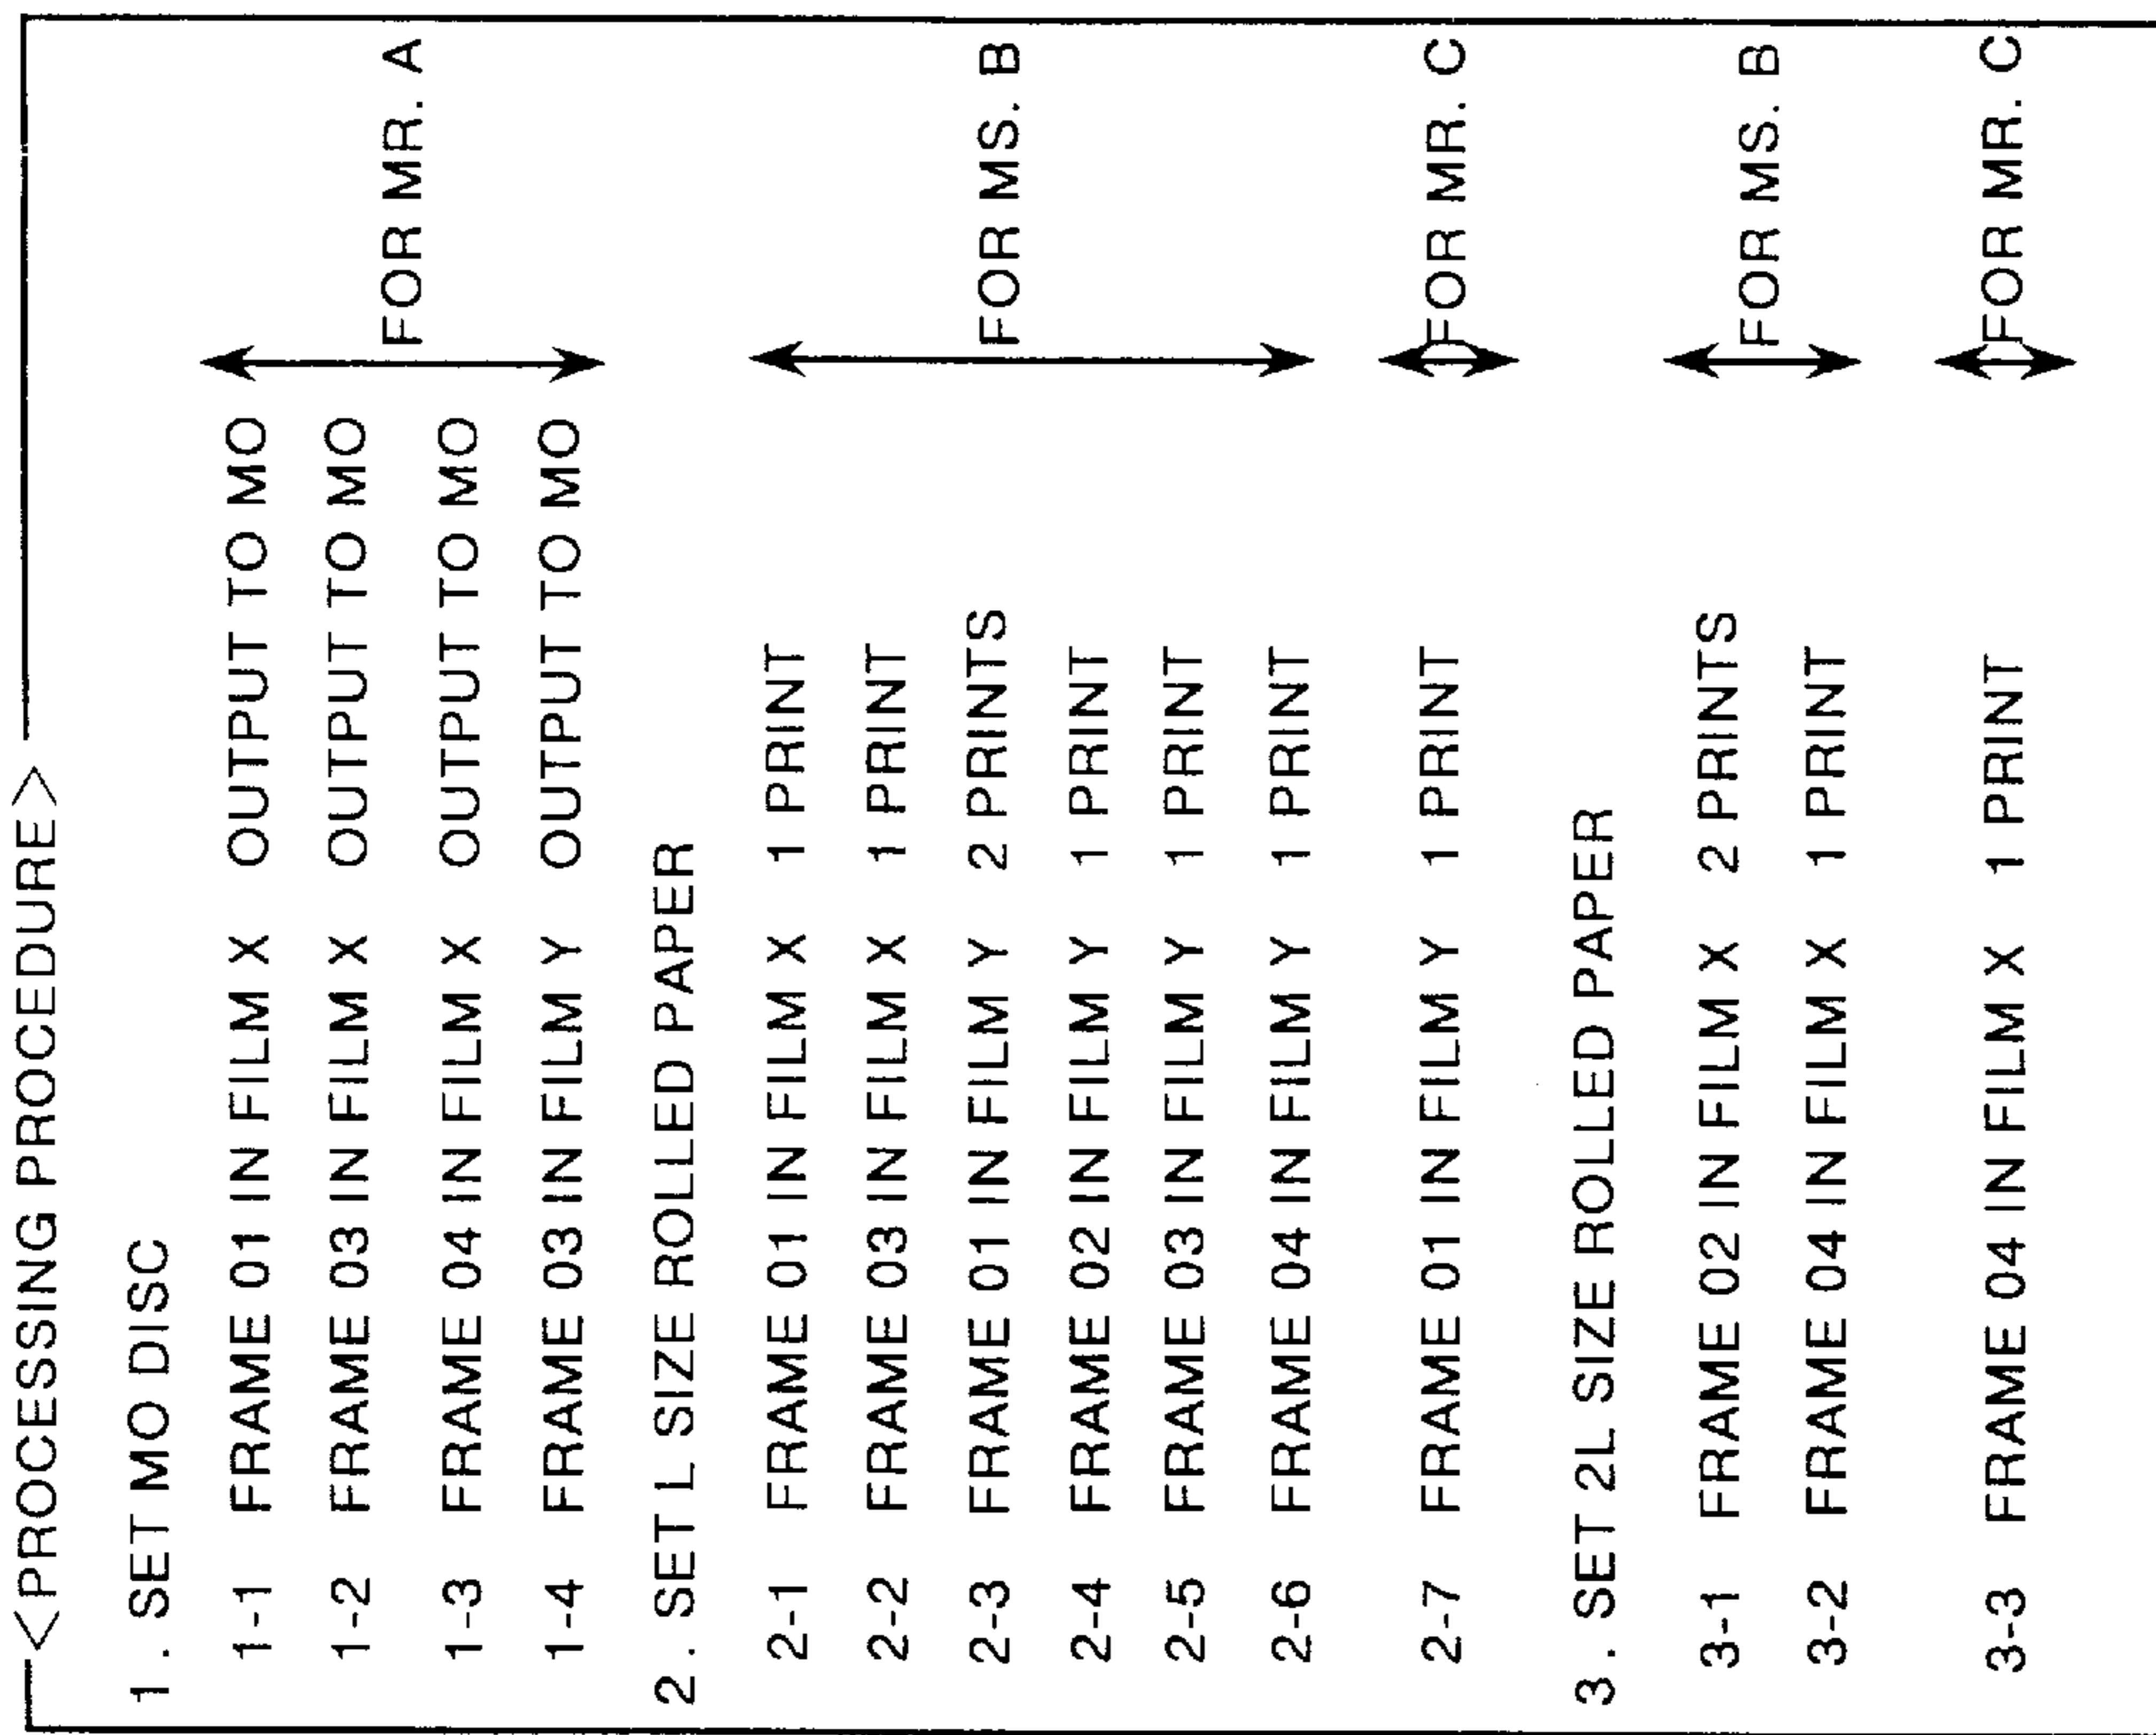 <PROCESSING PROCEDURE>
1. SET MO DISC
1-1 FRAME 01 IN FILM X OUTPUT TO MO
1-2 FRAME 03 IN FILM X OUTPUT TO MO
FOR MR. A
1-3 FRAME 04 IN FILM X OUTPUT TO MO
1-4 FRAME 03 IN FILM Y OUTPUT TO MO
2. SET L SIZE ROLLED PAPER
2-1 FRAME 01 IN FILM X 1 PRINT
2-2 FRAME 03 IN FILM X 1 PRINT
2-3 FRAME 01 IN FILM Y 2 PRINTS FOR MS. B
2-4 FRAME 02 IN FILM Y 1 PRINT
2-5 FRAME 03 IN FILM Y 1 PRINT
2-6 FRAME 04 IN FILM Y 1 PRINT
2-7 FRAME 01 IN FILM Y 1 PRINT FOR MR. C
3. SET 2L SIZE ROLLED PAPER
3-1 FRAME 02 IN FILM X 2 PRINTS
FOR MS. B
3-2 FRAME 04 IN FILM X 1 PRINT
3-3 FRAME 04 IN FILM X 1 PRINT FOR MR. C